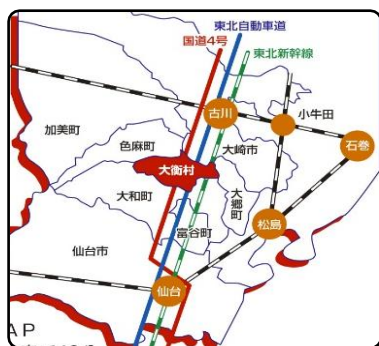 東北自動車道
国道4号
東北新幹線
古川
小牛田
石巻
加美町
色麻町
大崎市
大衡村
大和町
大郷町
松島
富谷町
仙台市
仙台
AP